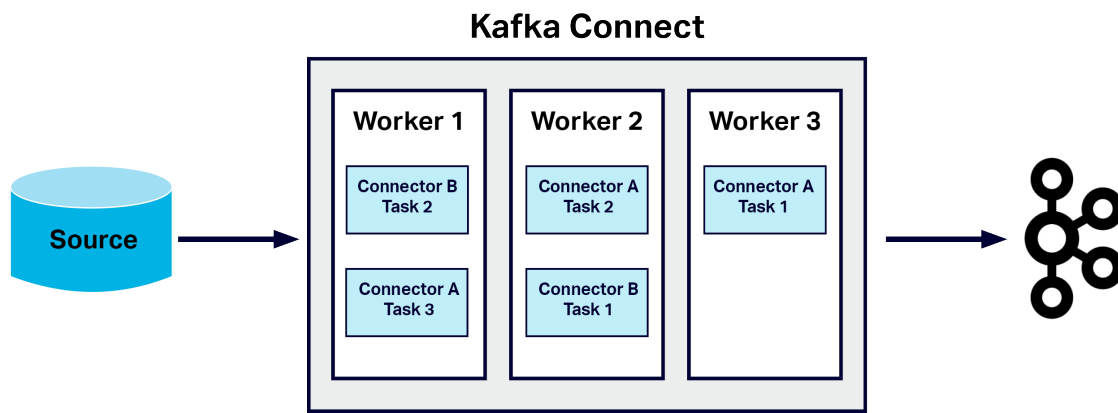 Kafka Connect
Worker 1
Connector B
Task 2
Connector A
Task 3
Worker 2
Connector A
Task 2
Connector B
Task 1
Worker 3
Connector A
Task 1
Source